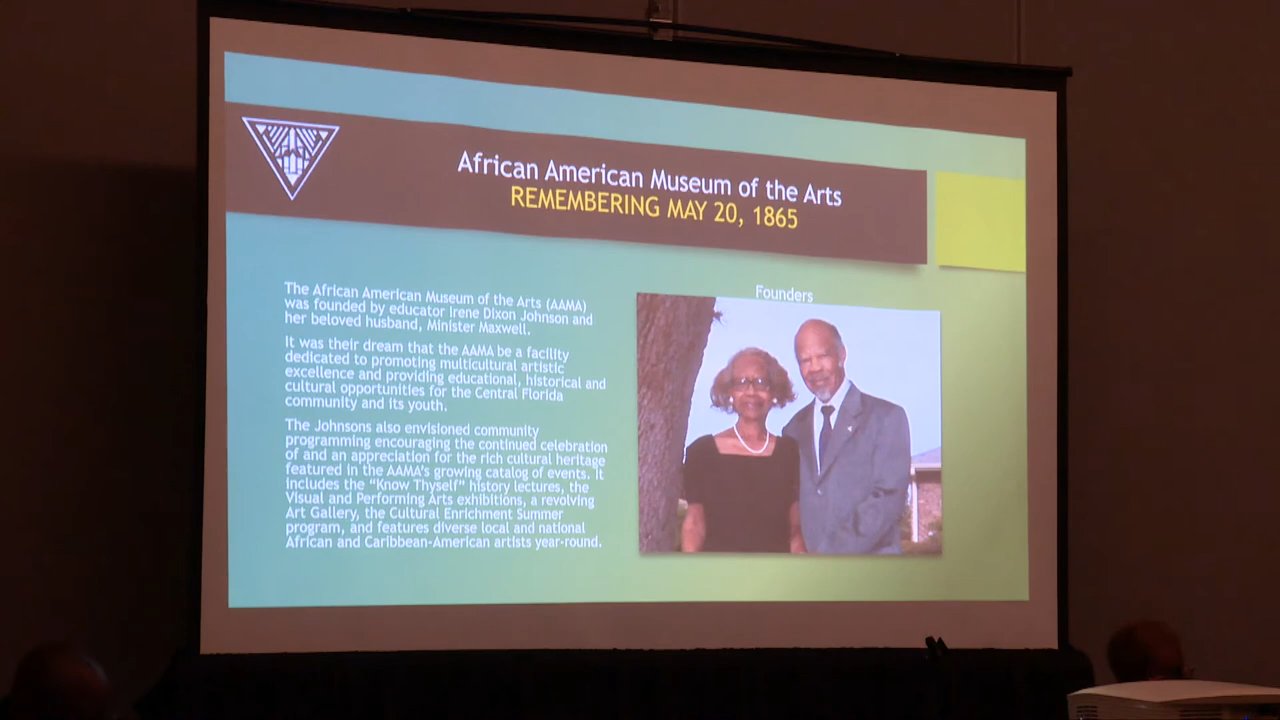 African American Museum of the Arts
REMEMBERING MAY 20, 1865
The African American Museum of the Arts (AAMA)
was founded by educator Irene Dixon Johnson and
her beloved husband, Minister Maxwell.
It was their dream that the AAMA be a facility
dedicated to promoting multicultural artistic
excellence and providing educational, historical and
cultural opportunities for the Central Florida
community and its youth.
The Johnsons also envisioned community
programming encouraging the continued celebration
of and an appreciation for the rich cultural heritage
featured in the AAMA's growing catalog of events. It
includes the “Know Thyself” history lectures, the
Visual and Performing Arts exhibitions, a revolving
Art Gallery, the Cultural Enrichment Summer
program, and features diverse local and national
African and Caribbean-American artists year-round.
Founders